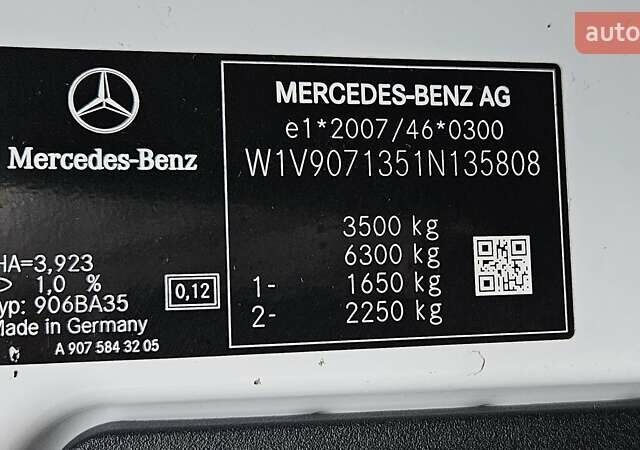 auto
MERCEDES-BENZ AG
e1*2007/46*0300
Mercedes-Benz
W1V9071351N135808
3500 kg
6300 kg
1- 1650 kg
2- 2250 kg
HA=3,923
> 1,0 %
0,12
yp: 906BA35
Made in Germany
A 907 584 32 05